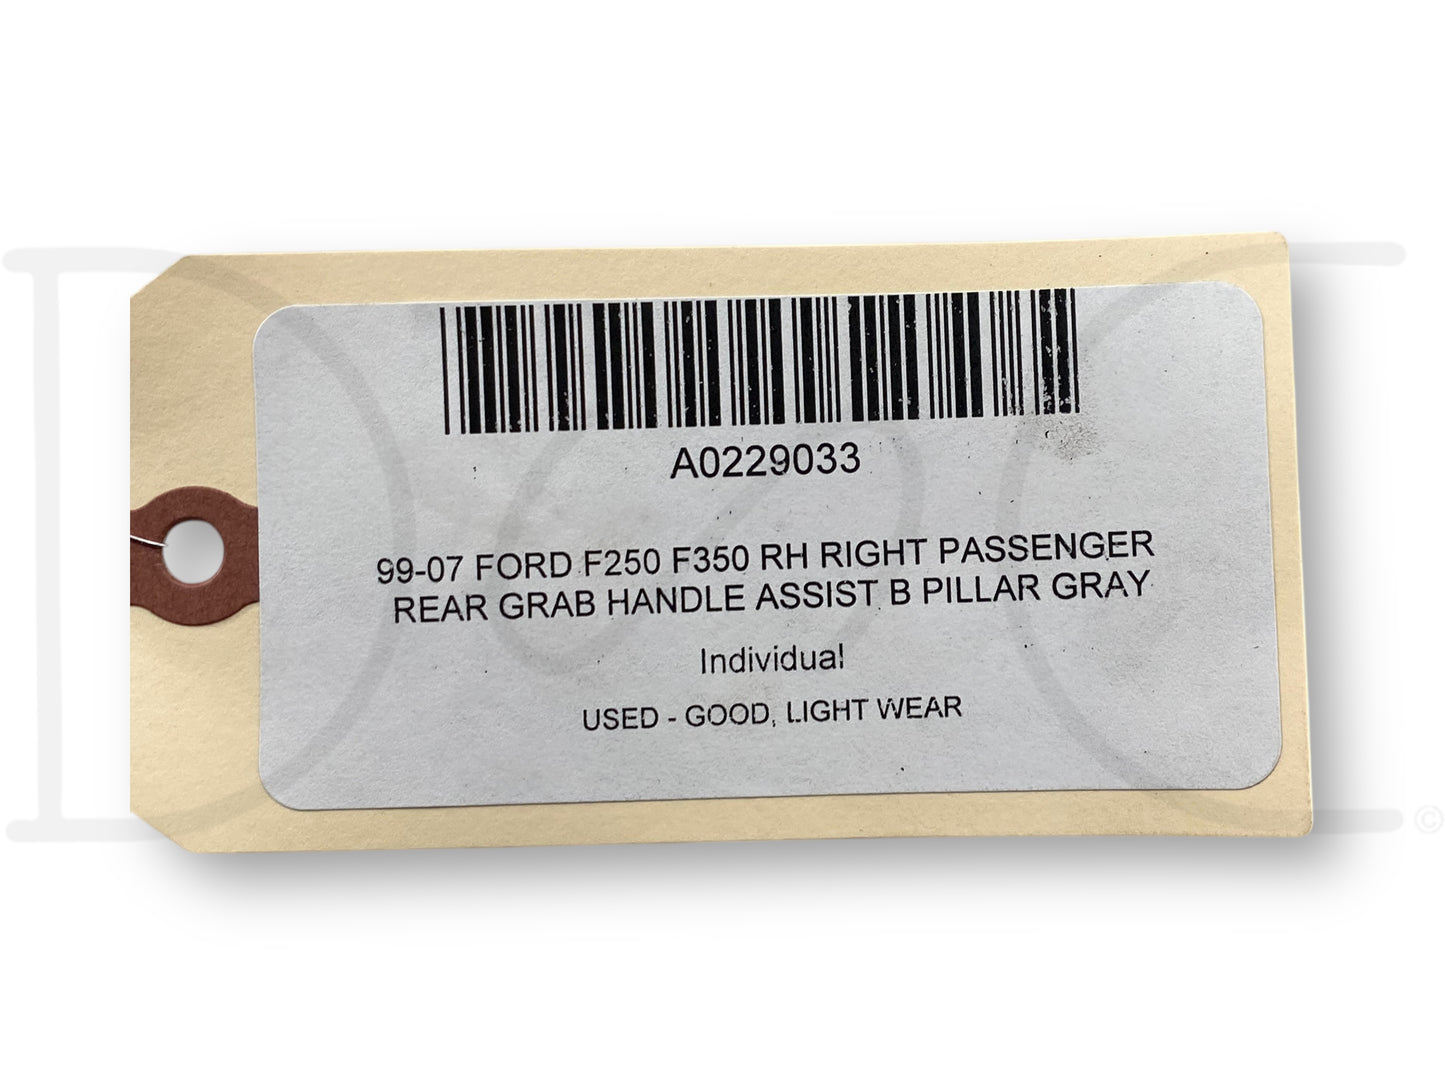 A0229033
99-07 FORD F250 F350 RH RIGHT PASSENGER
REAR GRAB HANDLE ASSIST B PILLAR GRAY
Individual
USED - GOOD, LIGHT WEAR
©